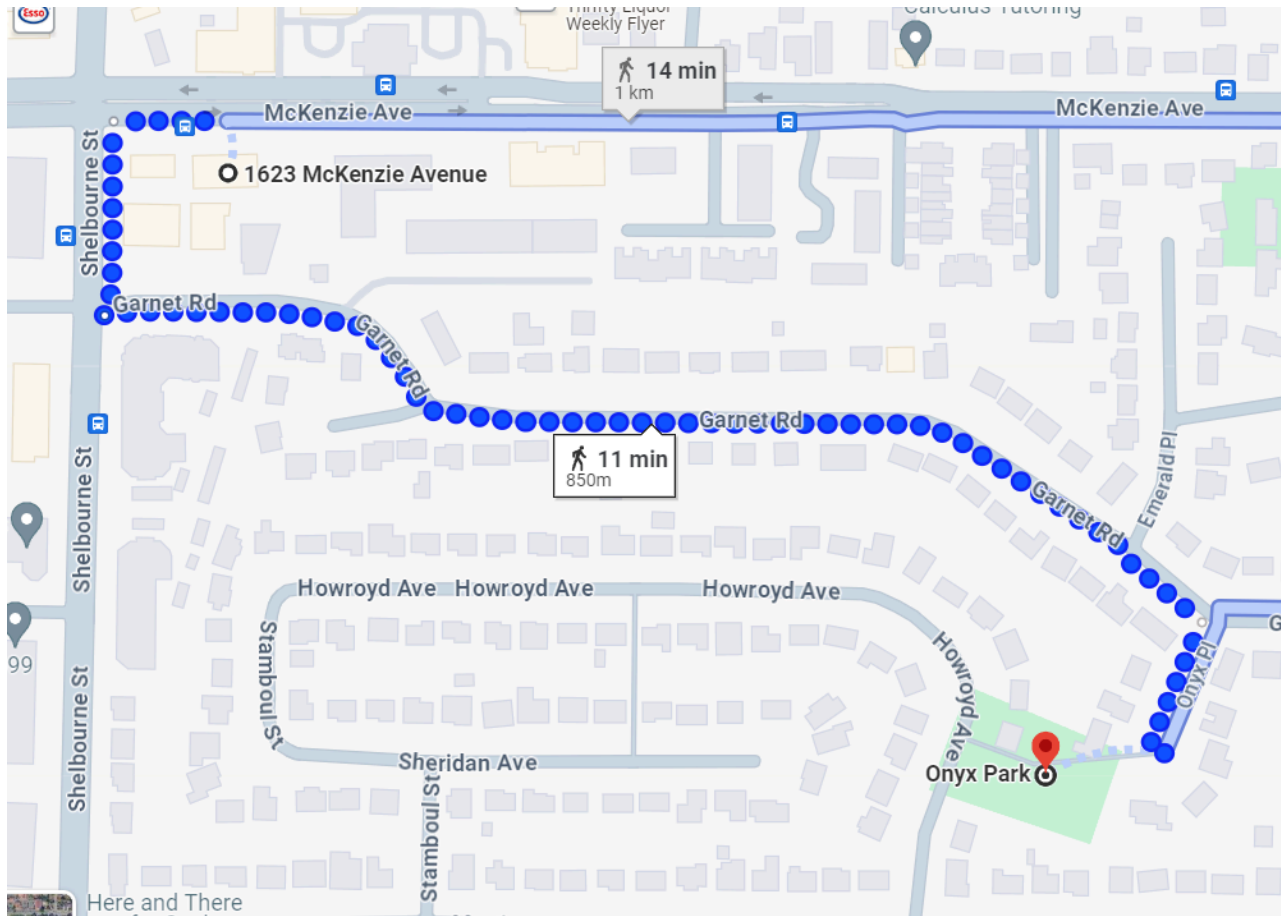 Esso
Thrifty Liquor
Weekly Flyer
Calculus Tutoring
14 min
1 km
McKenzie Ave
McKenzie Ave
Shelbourne St
1623 McKenzie Avenue
Garnet Rd
Garnet Rd
Garnet Rd
11 min
850m
Garnet Rd
Emerald Pl
Shelbourne St
Howroyd Ave
Howroyd Ave
Howroyd Ave
G
Stamboul St
99
Howroyd Ave
Onyx Pl
Shelbourne St
Sheridan Ave
Onyx Park
Stamboul St
Here and There